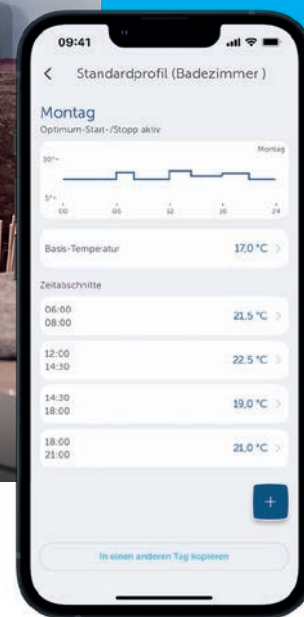 09:41
Standardprofil (Badezimmer )
Montag
Optimum-Start-/Stopp aktiv
Montag
30°-
5°-
00 06 12 18 24
Basis-Temperatur 17,0 °C
Zeitabschnitte
06:00
08:00
21,5 °C
12:00
14:30
22,5 °C
14:30
18:00
19,0 °C
18:00
21:00
21,0 °C
+
In einen anderen Tag kopieren